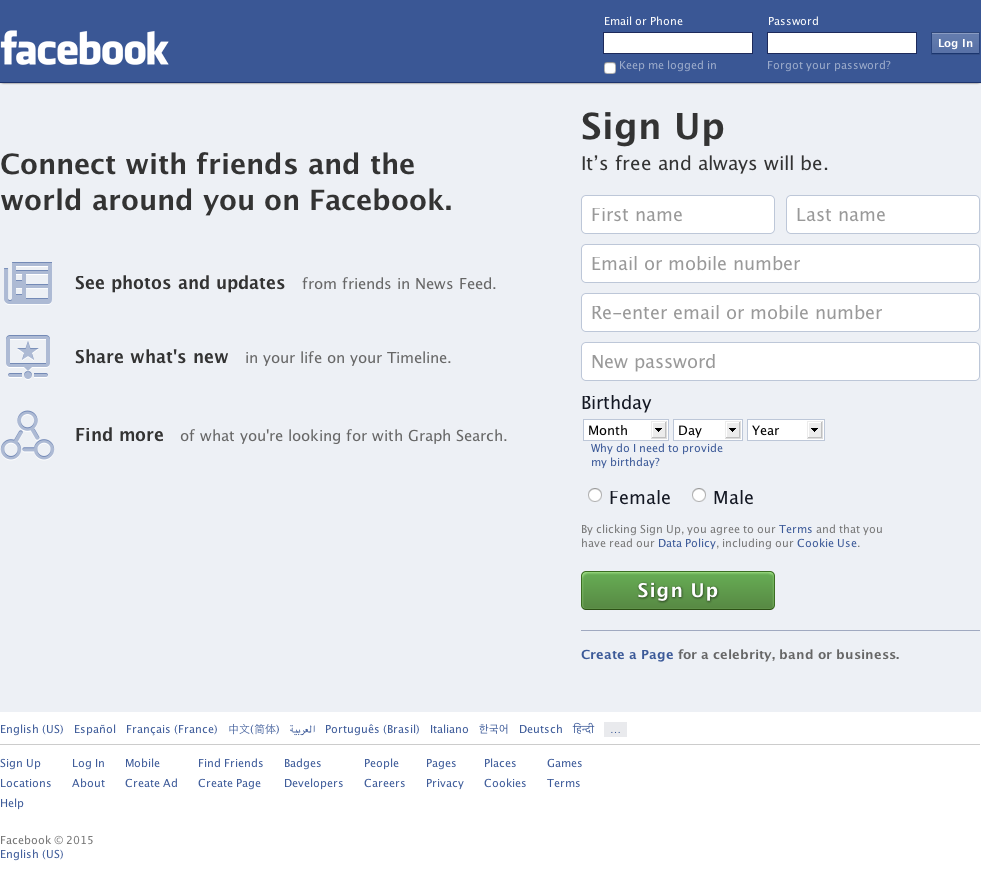 facebook
Email or Phone
Password
Log In
Keep me logged in
Forgot your password?
Connect with friends and the
world around you on Facebook.
See photos and updates from friends in News Feed.
Share what's new in your life on your Timeline.
Find more of what you're looking for with Graph Search.
Sign Up
It’s free and always will be.
First name
Last name
Email or mobile number
Re-enter email or mobile number
New password
Birthday
Month Day Year
Why do I need to provide
my birthday?
Female Male
By clicking Sign Up, you agree to our Terms and that you
have read our Data Policy, including our Cookie Use.
Sign Up
Create a Page for a celebrity, band or business.
English (US) Español Français (France) 中文(简体) العربية Português (Brasil) Italiano 한국어 Deutsch हिन्दी ...
Sign Up Log In Mobile Find Friends Badges People Pages Places Games
Locations About Create Ad Create Page Developers Careers Privacy Cookies Terms
Help
Facebook © 2015
English (US)